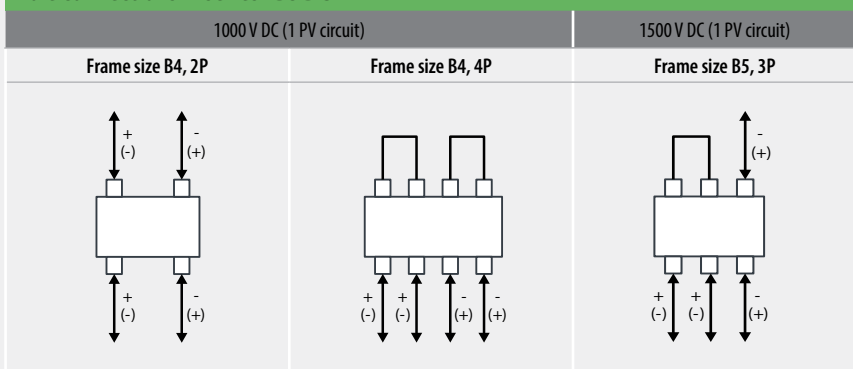 1000 V DC (1 PV circuit) 1500 V DC (1 PV circuit)
Frame size B4, 2P Frame size B4, 4P Frame size B5, 3P
+ -
(-) (+)
-
(+)
+ -
(-) (+)
+ + - -
(-) (-) (+) (+)
+ + -
(-) (-) (+)